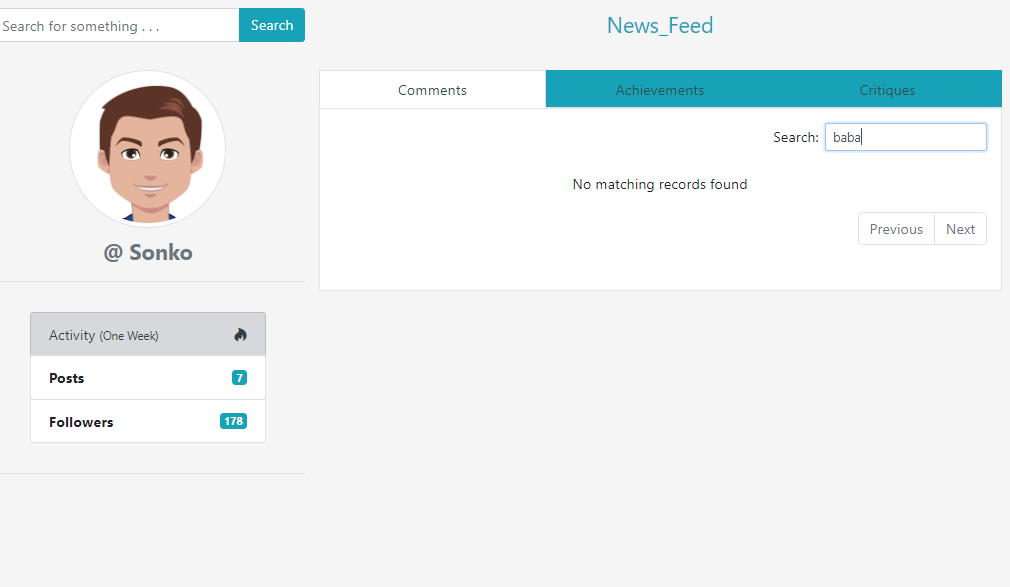 Search for something . . .
Search
News_Feed
Comments
Achievements
Critiques
Search:
baba
No matching records found
Previous
Next
@ Sonko
Activity (One Week)
Posts
7
Followers
178